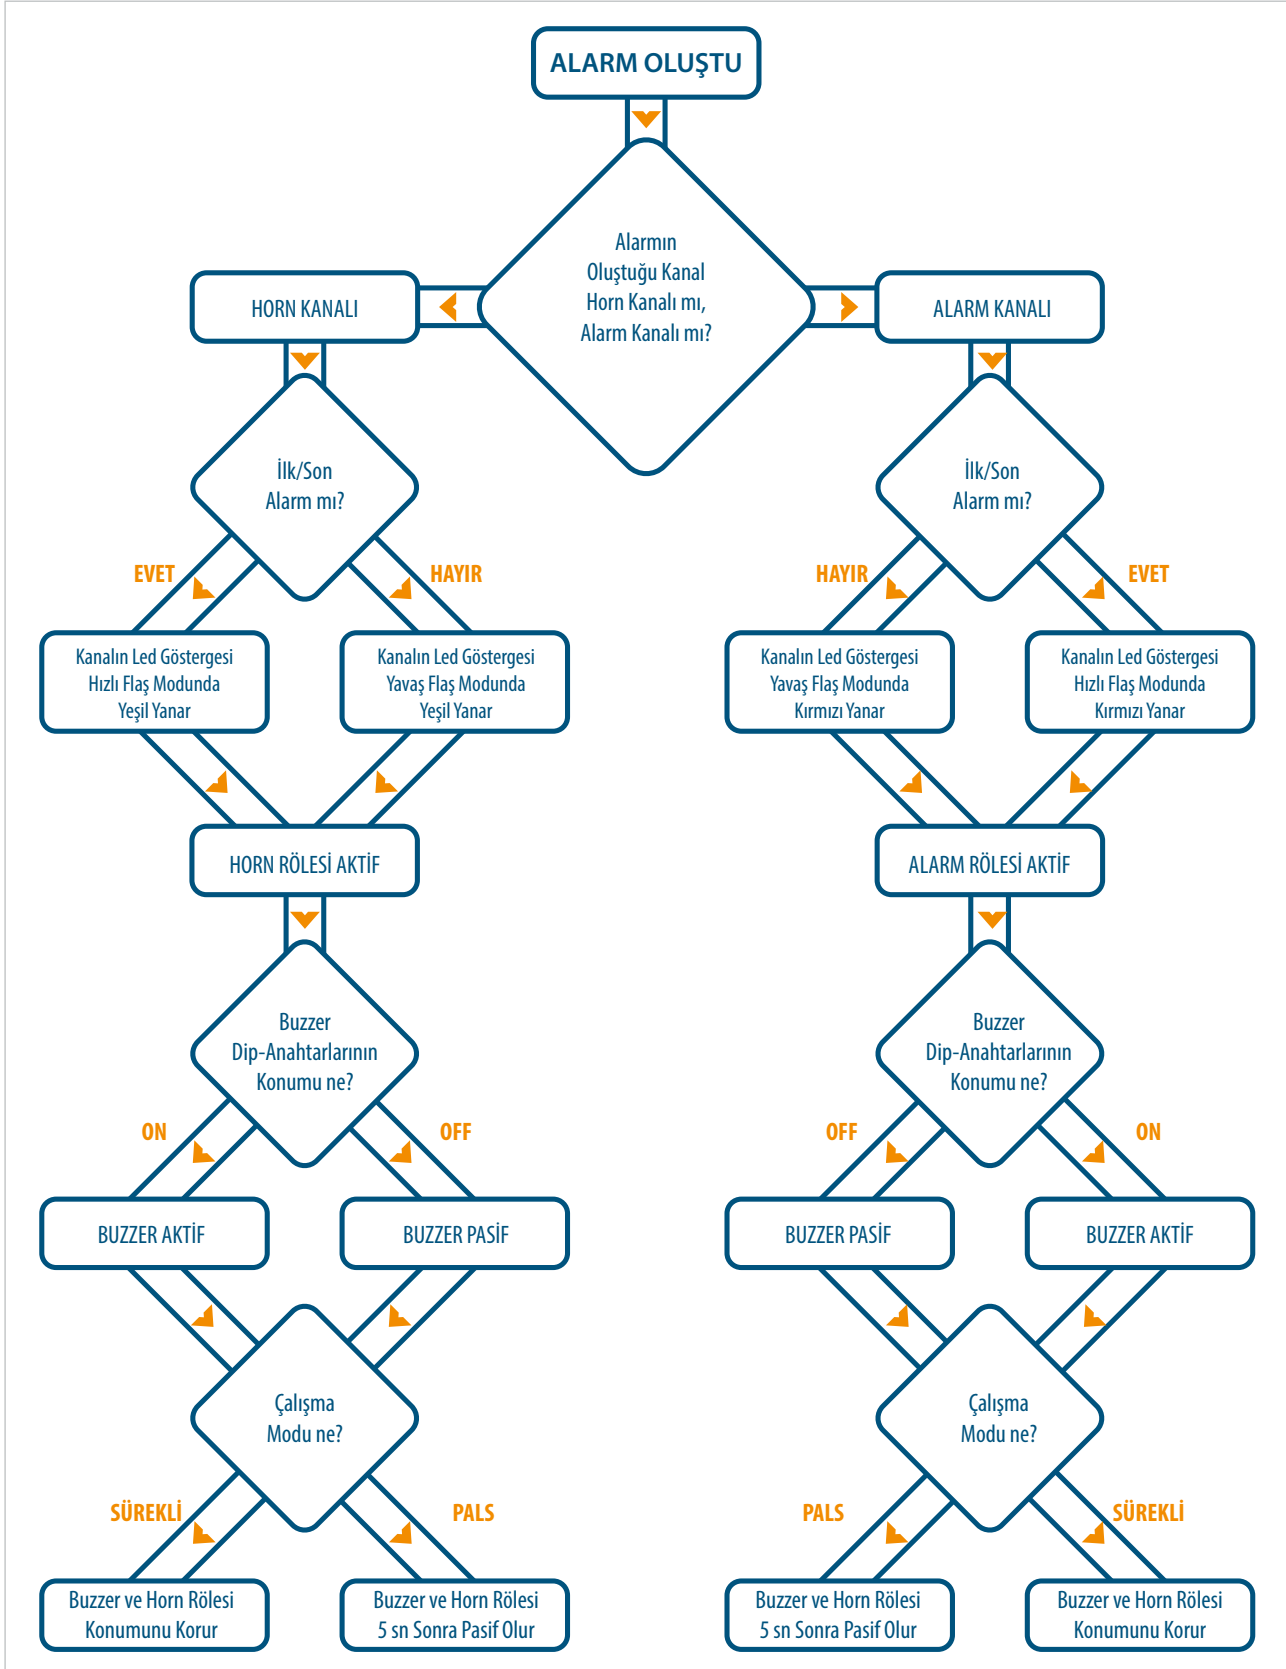 ALARM OLUŞTU
Alarmın
Oluştuğu Kanal
Horn Kanalı mı,
Alarm Kanalı mı?
HORN KANALI
ALARM KANALI
İlk/Son
Alarm mı?
İlk/Son
Alarm mı?
EVET
HAYIR
HAYIR
EVET
Kanalın Led Göstergesi
Hızlı Flaş Modunda
Yeşil Yanar
Kanalın Led Göstergesi
Yavaş Flaş Modunda
Yeşil Yanar
Kanalın Led Göstergesi
Yavaş Flaş Modunda
Kırmızı Yanar
Kanalın Led Göstergesi
Hızlı Flaş Modunda
Kırmızı Yanar
HORN RÖLESİ AKTİF
ALARM RÖLESİ AKTİF
Buzzer
Dip-Anahtarlarının
Konumu ne?
Buzzer
Dip-Anahtarlarının
Konumu ne?
ON
OFF
OFF
ON
BUZZER AKTİF
BUZZER PASİF
BUZZER PASİF
BUZZER AKTİF
Çalışma
Modu ne?
Çalışma
Modu ne?
SÜREKLİ
PALS
PALS
SÜREKLİ
Buzzer ve Horn Rölesi
Konumunu Korur
Buzzer ve Horn Rölesi
5 sn Sonra Pasif Olur
Buzzer ve Horn Rölesi
5 sn Sonra Pasif Olur
Buzzer ve Horn Rölesi
Konumunu Korur